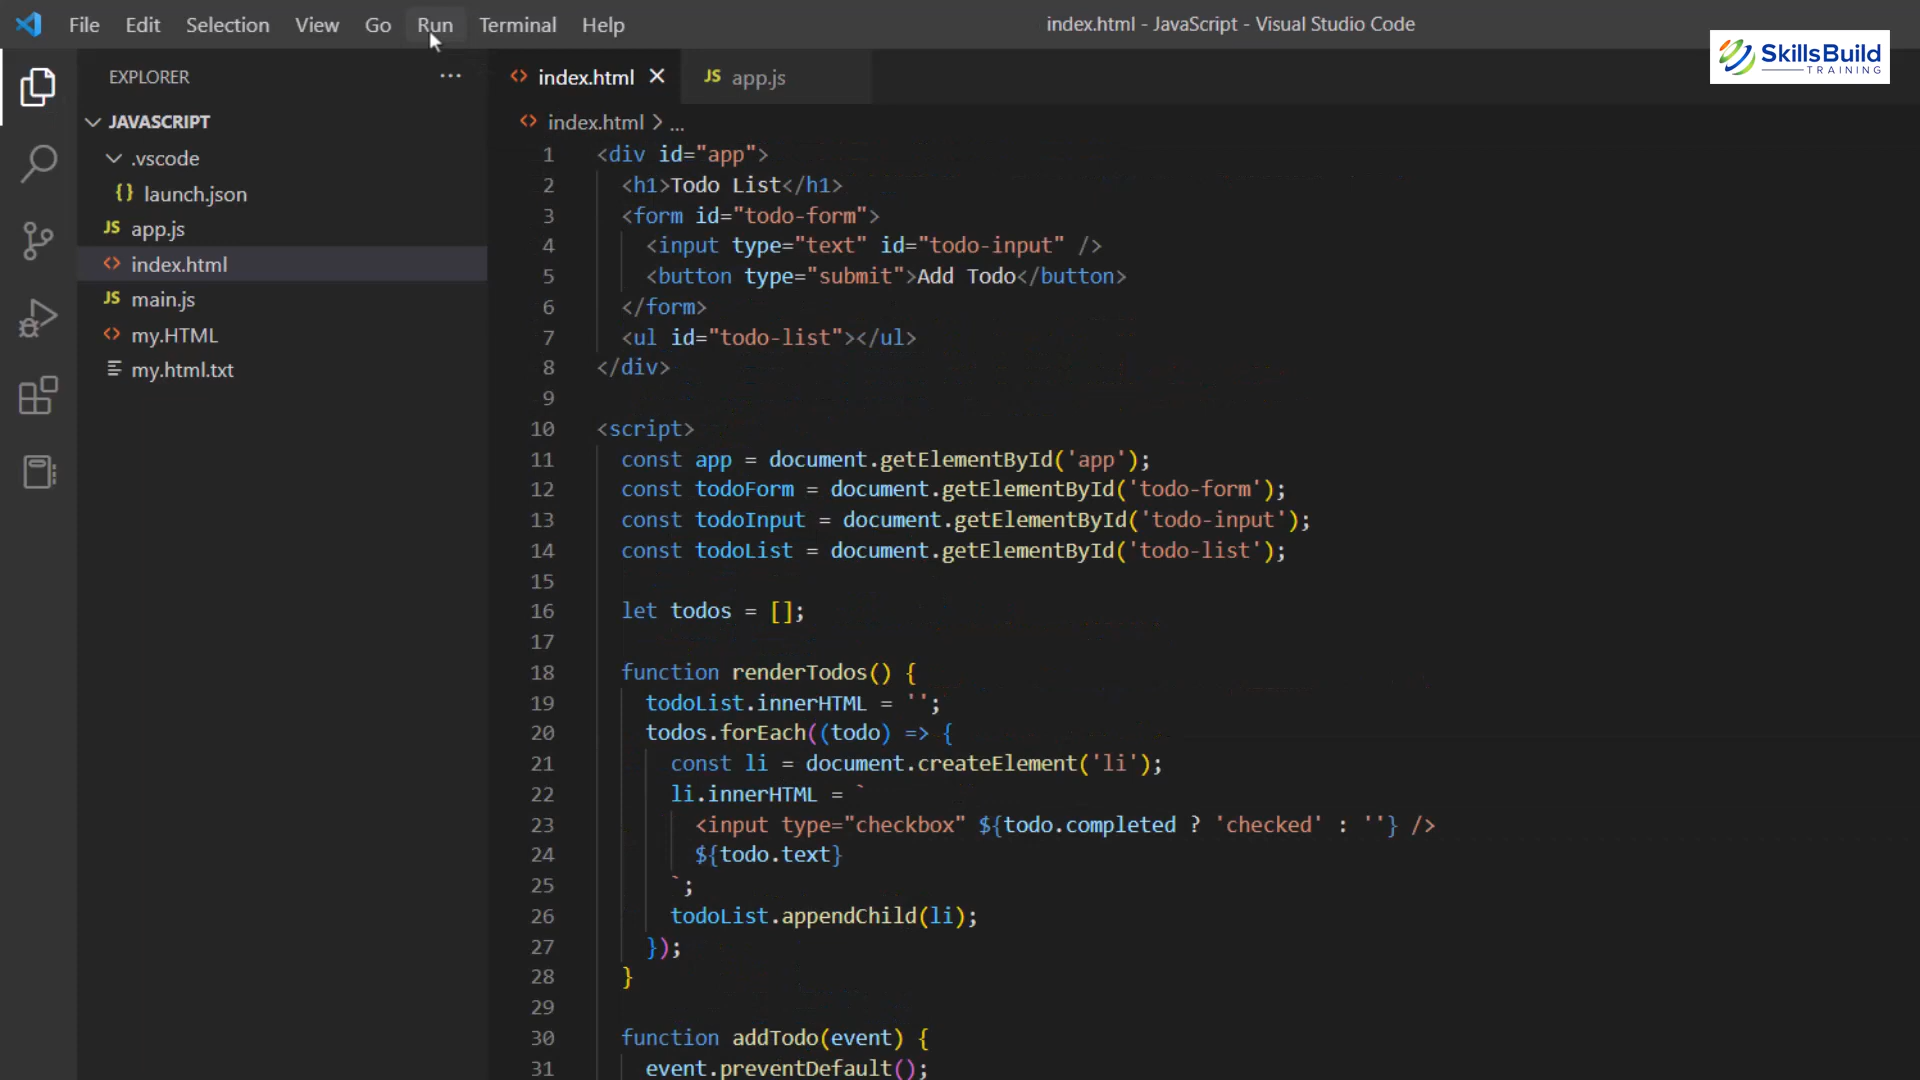 File Edit Selection View Go Run Terminal Help
index.html - JavaScript - Visual Studio Code
SkillsBuild
TRAINING
EXPLORER ...
JAVASCRIPT
.vscode
{} launch.json
JS app.js
<> index.html
JS main.js
<> my.HTML
my.html.txt
<> index.html × JS app.js
<> index.html > ...
1 <div id="app">
2 <h1>Todo List</h1>
3 <form id="todo-form">
4 <input type="text" id="todo-input" />
5 <button type="submit">Add Todo</button>
6 </form>
7 <ul id="todo-list"></ul>
8 </div>
9
10 <script>
11 const app = document.getElementById('app');
12 const todoForm = document.getElementById('todo-form');
13 const todoInput = document.getElementById('todo-input');
14 const todoList = document.getElementById('todo-list');
15
16 let todos = [];
17
18 function renderTodos() {
19 todoList.innerHTML = '';
20 todos.forEach((todo) => {
21 const li = document.createElement('li');
22 li.innerHTML = `
23 <input type="checkbox" ${todo.completed ? 'checked' : ''} />
24 ${todo.text}
25 `;
26 todoList.appendChild(li);
27 });
28 }
29
30 function addTodo(event) {
31 event.preventDefault();